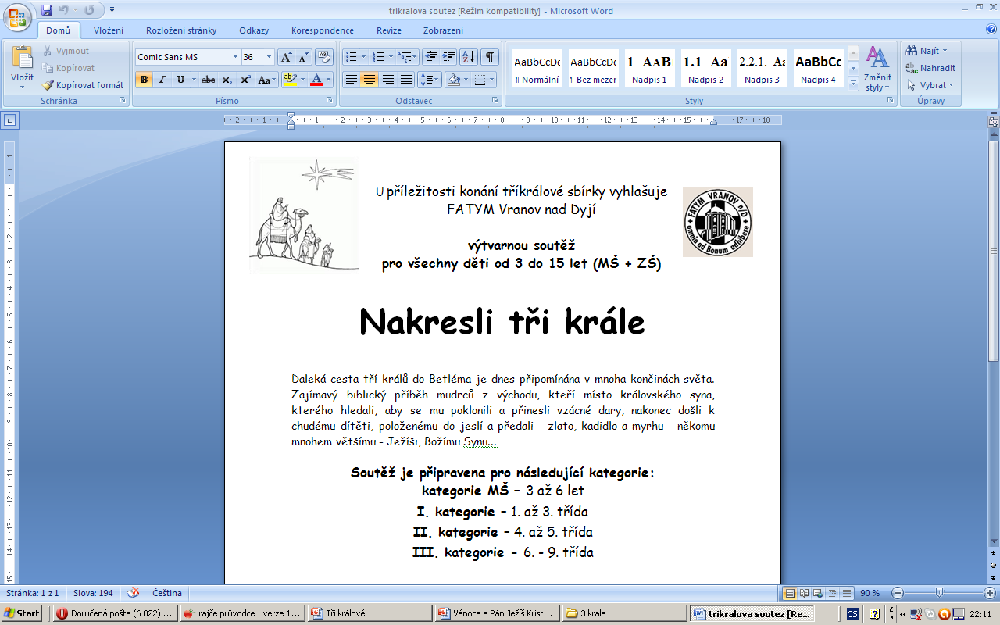 trikralova soutez [Režim kompatibility] - Microsoft Word
Domů Vložení Rozložení stránky Odkazy Korespondence Revize Zobrazení
Vložit
Vyjmout
Kopírovat
Kopírovat formát
Schránka
Comic Sans MS 36
Písmo
Odstavec
AaBbCcDc AaBbCcDc 1 AaB 1.1 Aa 2.2.1. Aa AaBbCc
¶ Normální ¶ Bez mezer Nadpis 1 Nadpis 2 Nadpis 3 Nadpis 4
Změnit styly
Styly
Najít
Nahradit
Vybrat
Úpravy
U příležitosti konání tříkrálové sbírky vyhlašuje
FATYM Vranov nad Dyjí
FATYM VRANOV n/D
omnia ad Bonum adhibere
výtvarnou soutěž
pro všechny děti od 3 do 15 let (MŠ + ZŠ)
Nakresli tři krále
Daleká cesta tří králů do Betléma je dnes připomínána v mnoha končinách světa.
Zajímavý biblický příběh mudrců z východu, kteří místo královského syna,
kterého hledali, aby se mu poklonili a přinesli vzácné dary, nakonec došli k
chudému dítěti, položenému do jeslí a předali - zlato, kadidlo a myrhu - někomu
mnohem většímu - Ježíši, Božímu Synu...
Soutěž je připravena pro následující kategorie:
kategorie MŠ – 3 až 6 let
I. kategorie – 1. až 3. třída
II. kategorie – 4. až 5. třída
III. kategorie – 6. - 9. třída
Stránka: 1 z 1 Slova: 194 Čeština 90 %
Start Doručená pošta (6 822) ... rajče průvodce | verze 1... Tři králové Vánoce a Pán Ježíš Krist... 3 krale trikralova soutez [Re... CS 22:11